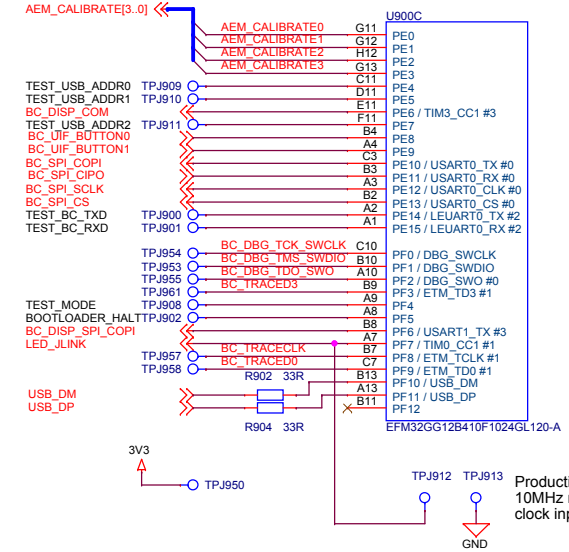 AEM_CALIBRATE[3..0]
U900C
AEM_CALIBRATE0 G11 PE0
AEM_CALIBRATE1 G12 PE1
AEM_CALIBRATE2 H12 PE2
AEM_CALIBRATE3 G13 PE3
TEST_USB_ADDR0 TPJ909 C11 PE4
TEST_USB_ADDR1 TPJ910 D11 PE5
BC_DISP_COM E11 PE6 / TIM3_CC1 #3
TEST_USB_ADDR2 TPJ911 F11 PE7
BC_UIF_BUTTON0 B4 PE8
BC_UIF_BUTTON1 A4 PE9
BC_SPI_COPI C3 PE10 / USART0_TX #0
BC_SPI_CIPO B3 PE11 / USART0_RX #0
BC_SPI_SCLK A3 PE12 / USART0_CLK #0
BC_SPI_CS B2 PE13 / USART0_CS #0
TEST_BC_TXD TPJ900 A2 PE14 / LEUART0_TX #2
TEST_BC_RXD TPJ901 A1 PE15 / LEUART0_RX #2
TPJ954 BC_DBG_TCK_SWCLK C10 PF0 / DBG_SWCLK
TPJ953 BC_DBG_TMS_SWDIO B10 PF1 / DBG_SWDIO
TPJ955 BC_DBG_TDO_SWO A10 PF2 / DBG_SWO #0
TPJ961 BC_TRACED3 B9 PF3 / ETM_TD3 #1
TEST_MODE TPJ908 A9 PF4
BOOTLOADER_HALT TPJ902 A8 PF5
BC_DISP_SPI_COPI B8 PF6 / USART1_TX #3
LED_JLINK A7 PF7 / TIM0_CC1 #1
TPJ957 BC_TRACECLK B7 PF8 / ETM_TCLK #1
TPJ958 BC_TRACED0 C7 PF9 / ETM_TD0 #1
R902 33R B13 PF10 / USB_DM
USB_DM A13 PF11 / USB_DP
USB_DP B11 PF12
R904 33R EFM32GG12B410F1024GL120-A
3V3
TPJ950
TPJ912 TPJ913
10MHz
GND